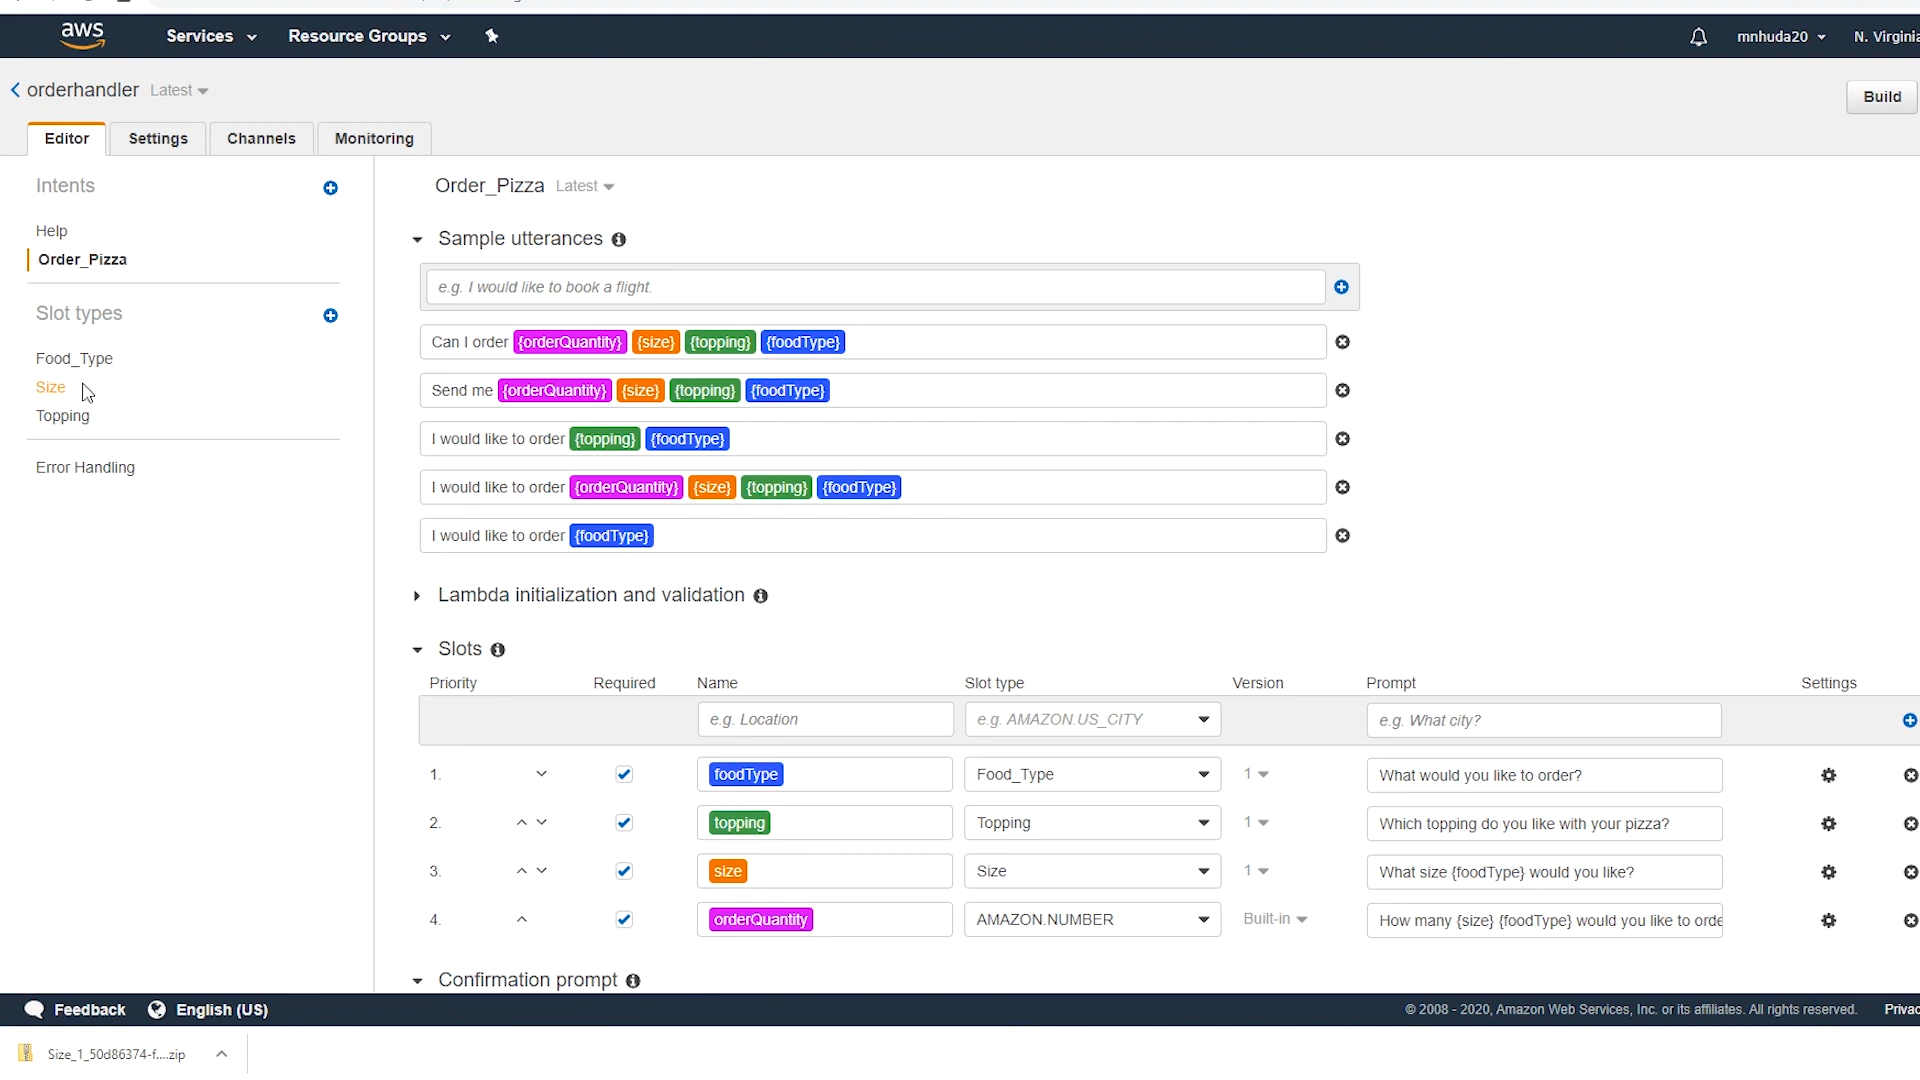 aws Services Resource Groups mnhuda20 N. Virginia
orderhandler Latest
Build
Editor Settings Channels Monitoring
Intents
Help
Order_Pizza
Slot types
Food_Type
Size
Topping
Error Handling
Order_Pizza Latest
Sample utterances
e.g. I would like to book a flight.
Can I order {orderQuantity} {size} {topping} {foodType}
Send me {orderQuantity} {size} {topping} {foodType}
I would like to order {topping} {foodType}
I would like to order {orderQuantity} {size} {topping} {foodType}
I would like to order {foodType}
Lambda initialization and validation
Slots
Priority Required Name Slot type Version Prompt Settings
e.g. Location e.g. AMAZON.US_CITY e.g. What city?
1. foodType Food_Type 1 What would you like to order?
2. topping Topping 1 Which topping do you like with your pizza?
3. size Size 1 What size {foodType} would you like?
4. orderQuantity AMAZON.NUMBER Built-in How many {size} {foodType} would you like to orde
Confirmation prompt
Feedback English (US) © 2008 - 2020, Amazon Web Services, Inc. or its affiliates. All rights reserved. Privac
Size_1_50d86374-f....zip